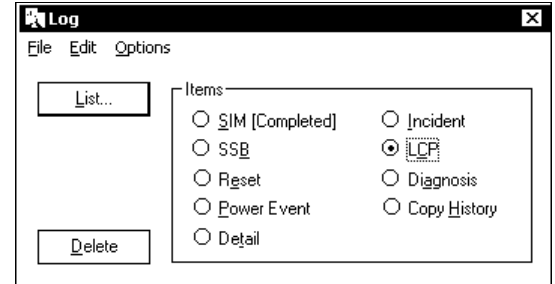 Log
File Edit Options
List...
Items
SIM [Completed] Incident
SSB LCP
Reset Diagnosis
Power Event Copy History
Detail
Delete